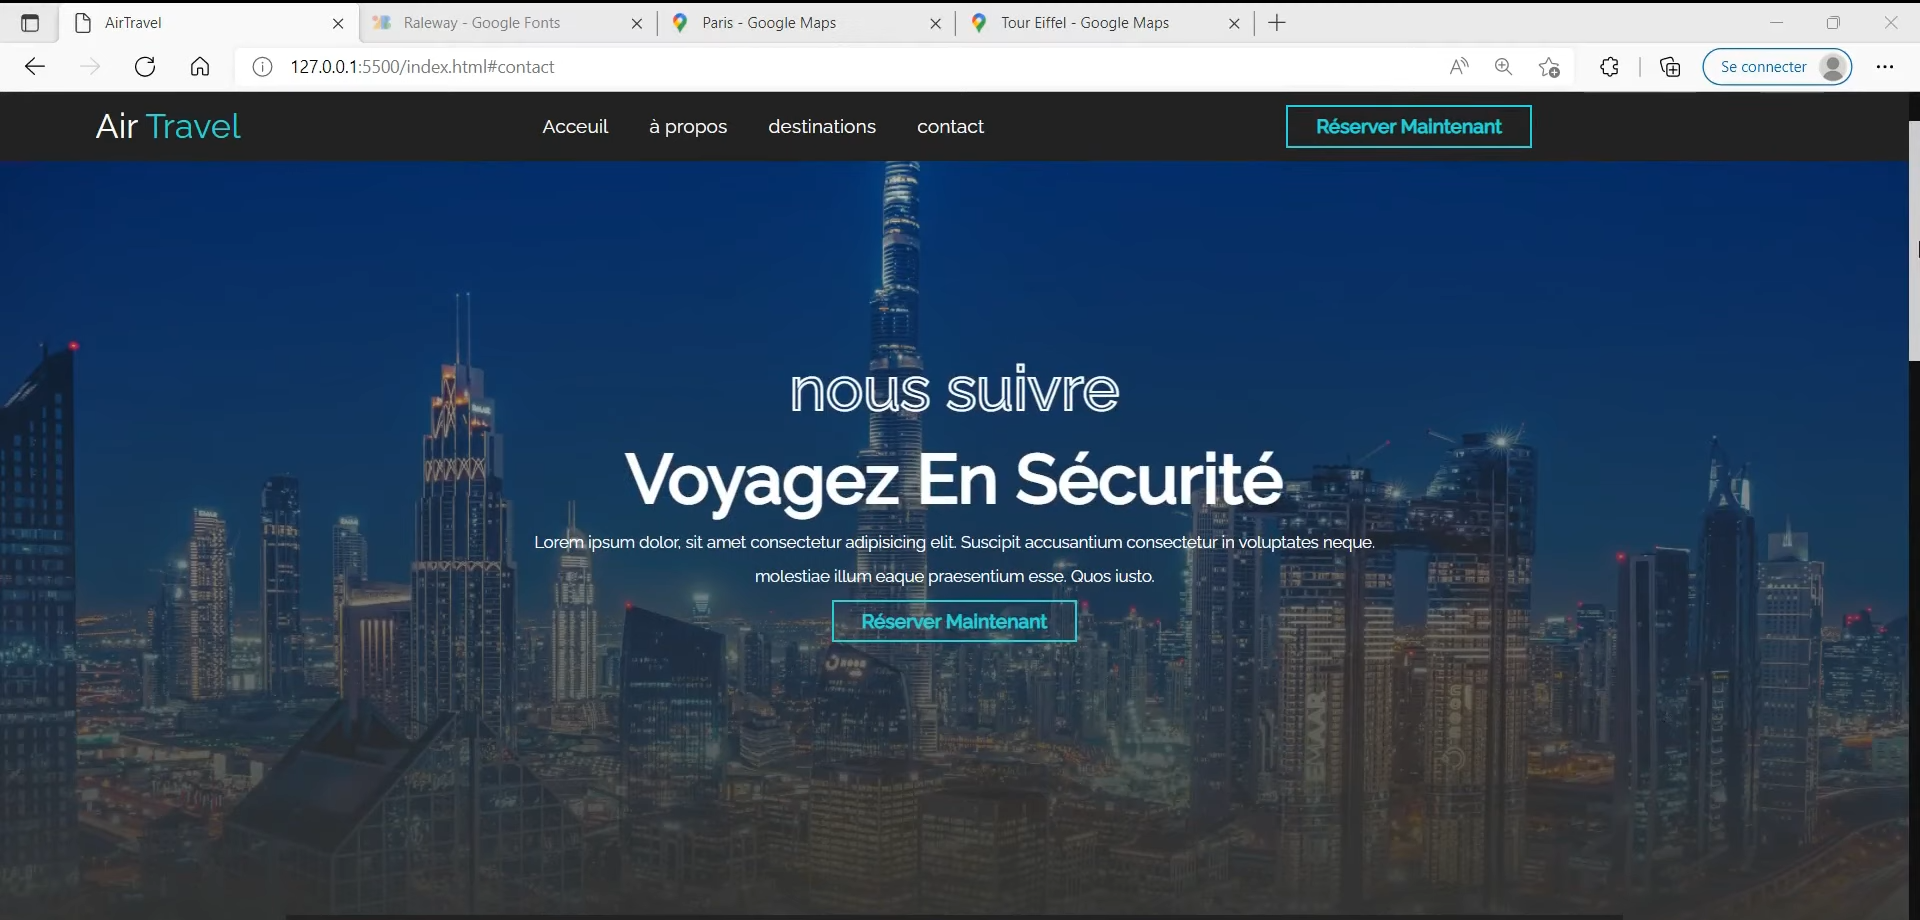 AirTravel
Raleway - Google Fonts
Paris - Google Maps
Tour Eiffel - Google Maps
127.0.0.1:5500/index.html#contact
Se connecter
Air Travel
Acceuil
à propos
destinations
contact
Réserver Maintenant
nous suivre
Voyagez En Sécurité
Lorem ipsum dolor, sit amet consectetur adipisicing elit. Suscipit accusantium consectetur in voluptates neque.
molestiae illum eaque praesentium esse. Quos iusto.
Réserver Maintenant
EMAAR